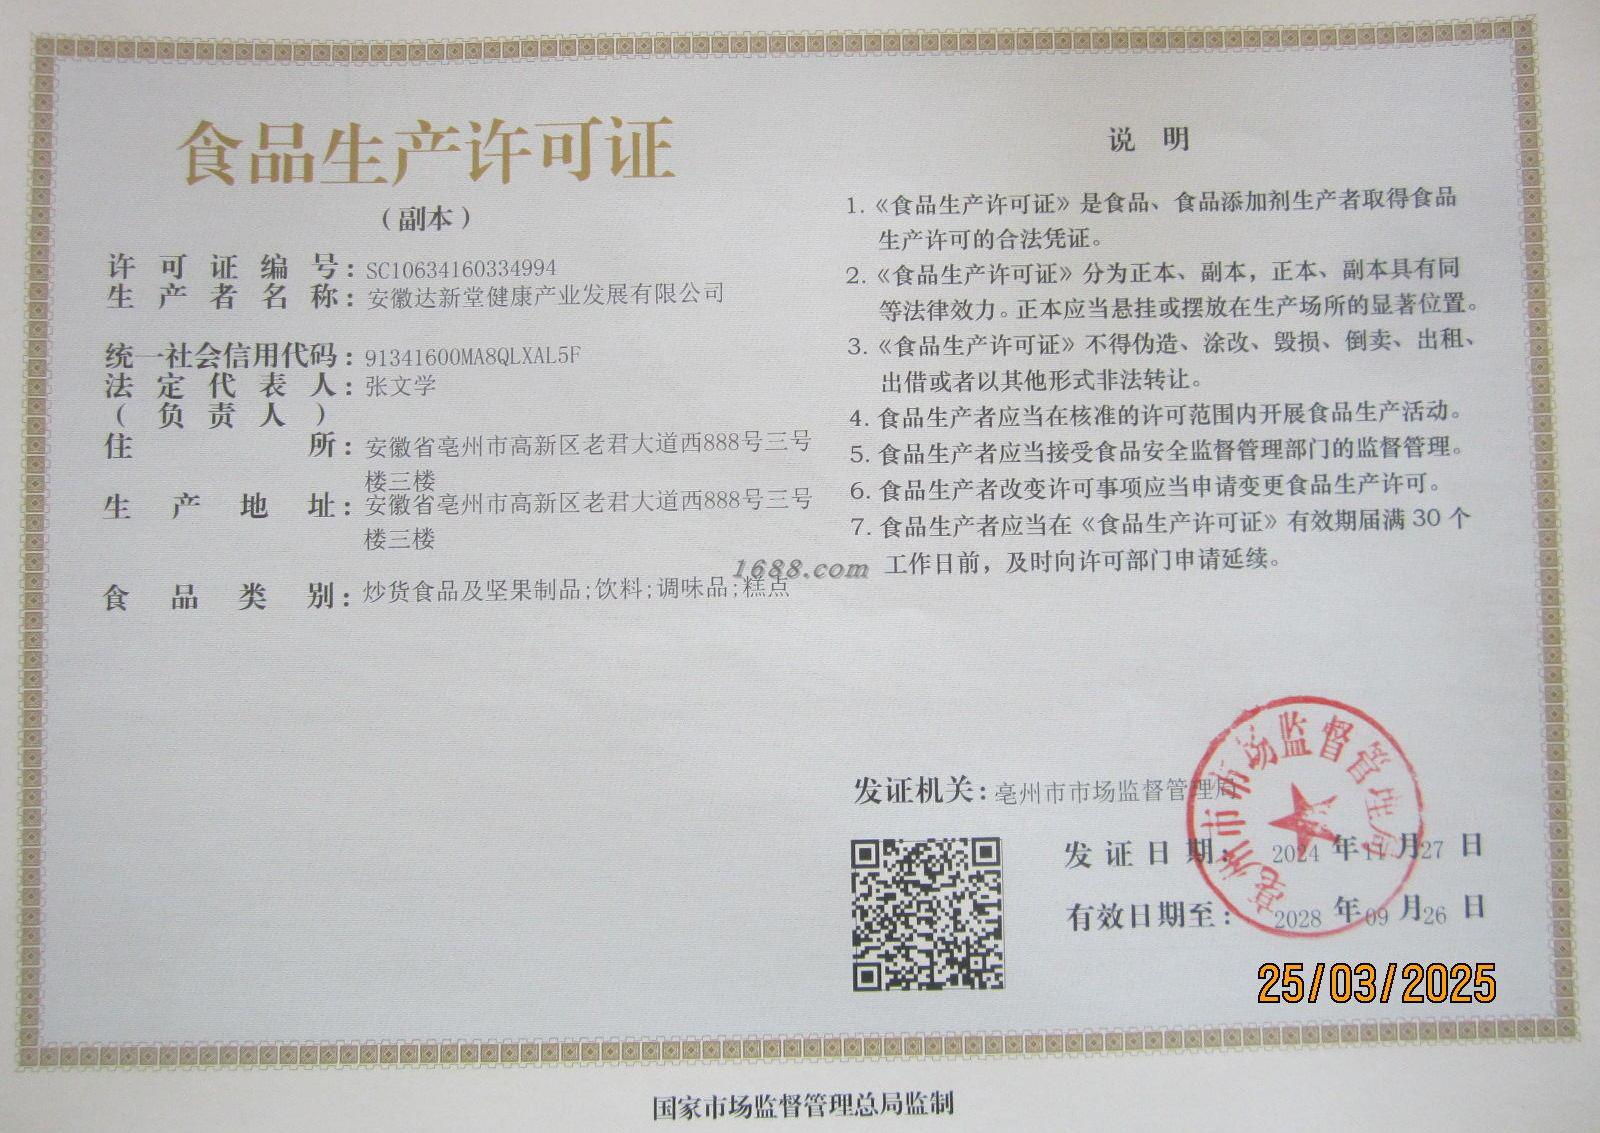 食品生产许可证
（副本）
许可证编号：SC10634160334994
生产者名称：安徽达新堂健康产业发展有限公司
统一社会信用代码：91341600MA8QLXAL5F
法定代表人：张文学
（负责人）
住所：安徽省亳州市高新区老君大道西888号三号
楼三楼
生产地址：安徽省亳州市高新区老君大道西888号三号
楼三楼
食品类别：炒货食品及坚果制品;饮料;调味品;糕点
1688.com
说 明
1.《食品生产许可证》是食品、食品添加剂生产者取得食品
生产许可的合法凭证。
2.《食品生产许可证》分为正本、副本，正本、副本具有同
等法律效力。正本应当悬挂或摆放在生产场所的显著位置。
3.《食品生产许可证》不得伪造、涂改、毁损、倒卖、出租、
出借或者以其他形式非法转让。
4. 食品生产者应当在核准的许可范围内开展食品生产活动。
5. 食品生产者应当接受食品安全监督管理部门的监督管理。
6. 食品生产者改变许可事项应当申请变更食品生产许可。
7. 食品生产者应当在《食品生产许可证》有效期届满 30 个
工作日前，及时向许可部门申请延续。
发证机关：亳州市市场监督管理局
亳州市市场监督管理局
发证日期：2024 年 11 月 27 日
有效日期至：2028 年 09 月 26 日
25/03/2025
国家市场监督管理总局监制